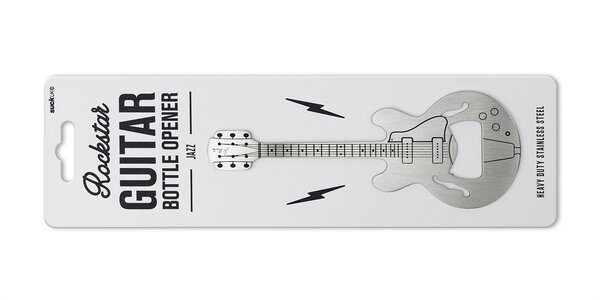 suck UK
Rockstar
GUITAR
BOTTLE OPENER
JAZZ
HEAVY DUTY STAINLESS STEEL